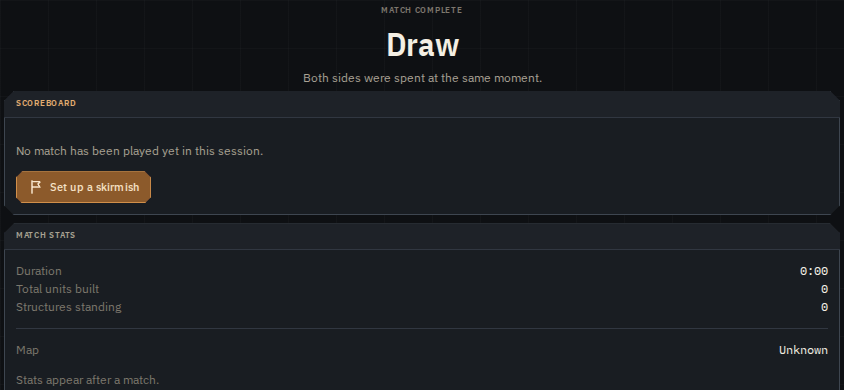 MATCH COMPLETE
Draw
Both sides were spent at the same moment.
SCOREBOARD
No match has been played yet in this session.
Set up a skirmish
MATCH STATS
Duration 0:00
Total units built 0
Structures standing 0
Map Unknown
Stats appear after a match.